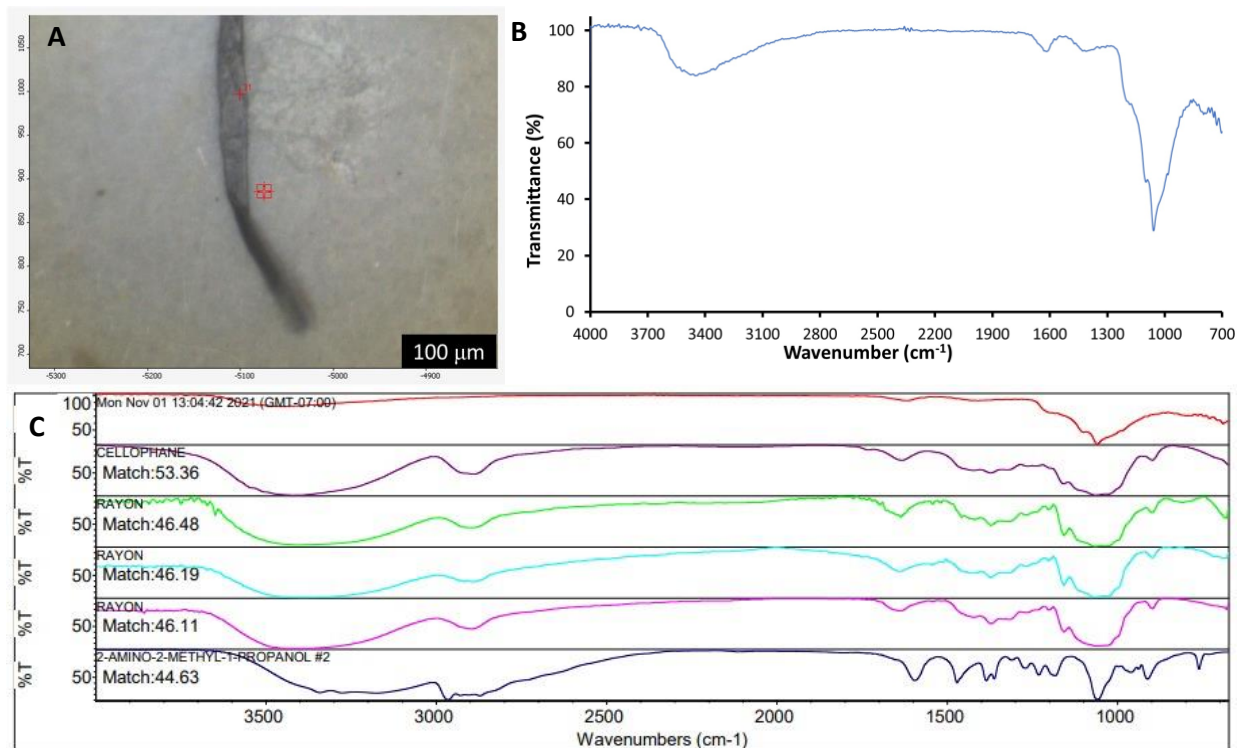 A
1050
1000
950
900
850
800
750
700
11
100 μm
-5300 -5200 -5100 -5000 -4900
B
100
80
60
40
20
0
Transmittance (%)
4000 3700 3400 3100 2800 2500 2200 1900 1600 1300 1000 700
Wavenumber (cm-1)
C
100 Mon Nov 01 13:04:42 2021 (GMT-07:00)
50
CELLOPHANE
%T 50 Match:53.36
RAYON
%T 50 Match:46.48
RAYON
%T 50 Match:46.19
RAYON
%T 50 Match:46.11
2-AMINO-2-METHYL-1-PROPANOL #2
%T 50 Match:44.63
3500 3000 2500 2000 1500 1000
Wavenumbers (cm-1)